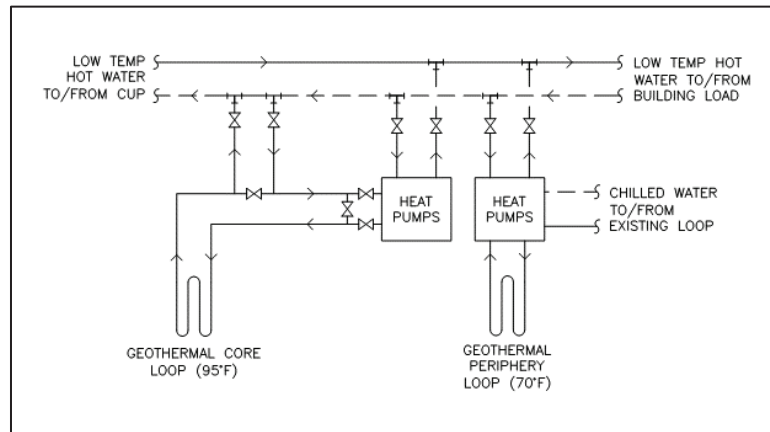 LOW TEMP
HOT WATER
TO/FROM CUP
LOW TEMP HOT
WATER TO/FROM
BUILDING LOAD
HEAT
PUMPS
HEAT
PUMPS
CHILLED WATER
TO/FROM
EXISTING LOOP
GEOTHERMAL CORE
LOOP (95°F)
GEOTHERMAL
PERIPHERY
LOOP (70°F)